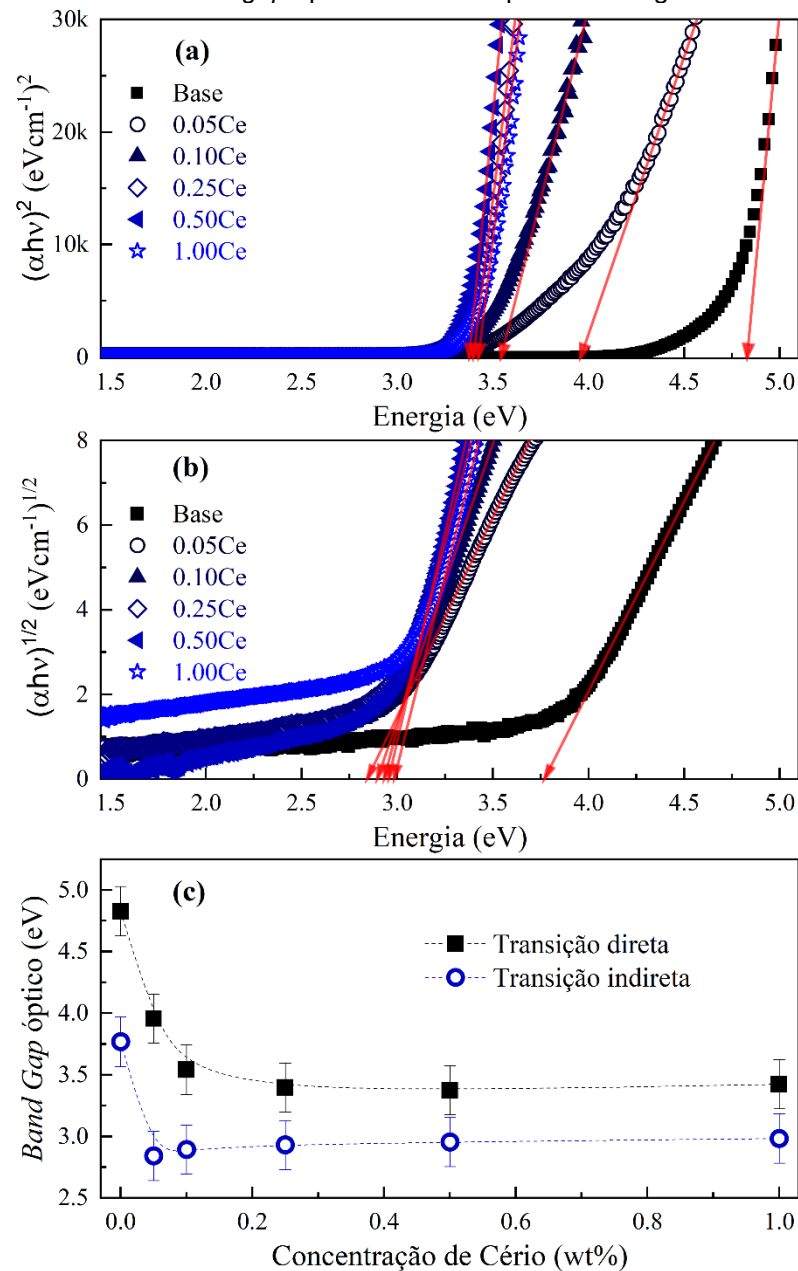 (a)
30k
20k
10k
0
(αhν)² (eVcm⁻¹)²
Base
0.05Ce
0.10Ce
0.25Ce
0.50Ce
1.00Ce
1.5 2.0 2.5 3.0 3.5 4.0 4.5 5.0
Energia (eV)
(b)
8
6
4
2
0
(αhν)^1/2 (eVcm⁻¹)^1/2
Base
0.05Ce
0.10Ce
0.25Ce
0.50Ce
1.00Ce
1.5 2.0 2.5 3.0 3.5 4.0 4.5 5.0
Energia (eV)
(c)
5.0
4.5
4.0
3.5
3.0
2.5
Band Gap óptico (eV)
Transição direta
Transição indireta
0.0 0.2 0.4 0.6 0.8 1.0
Concentração de Cério (wt%)